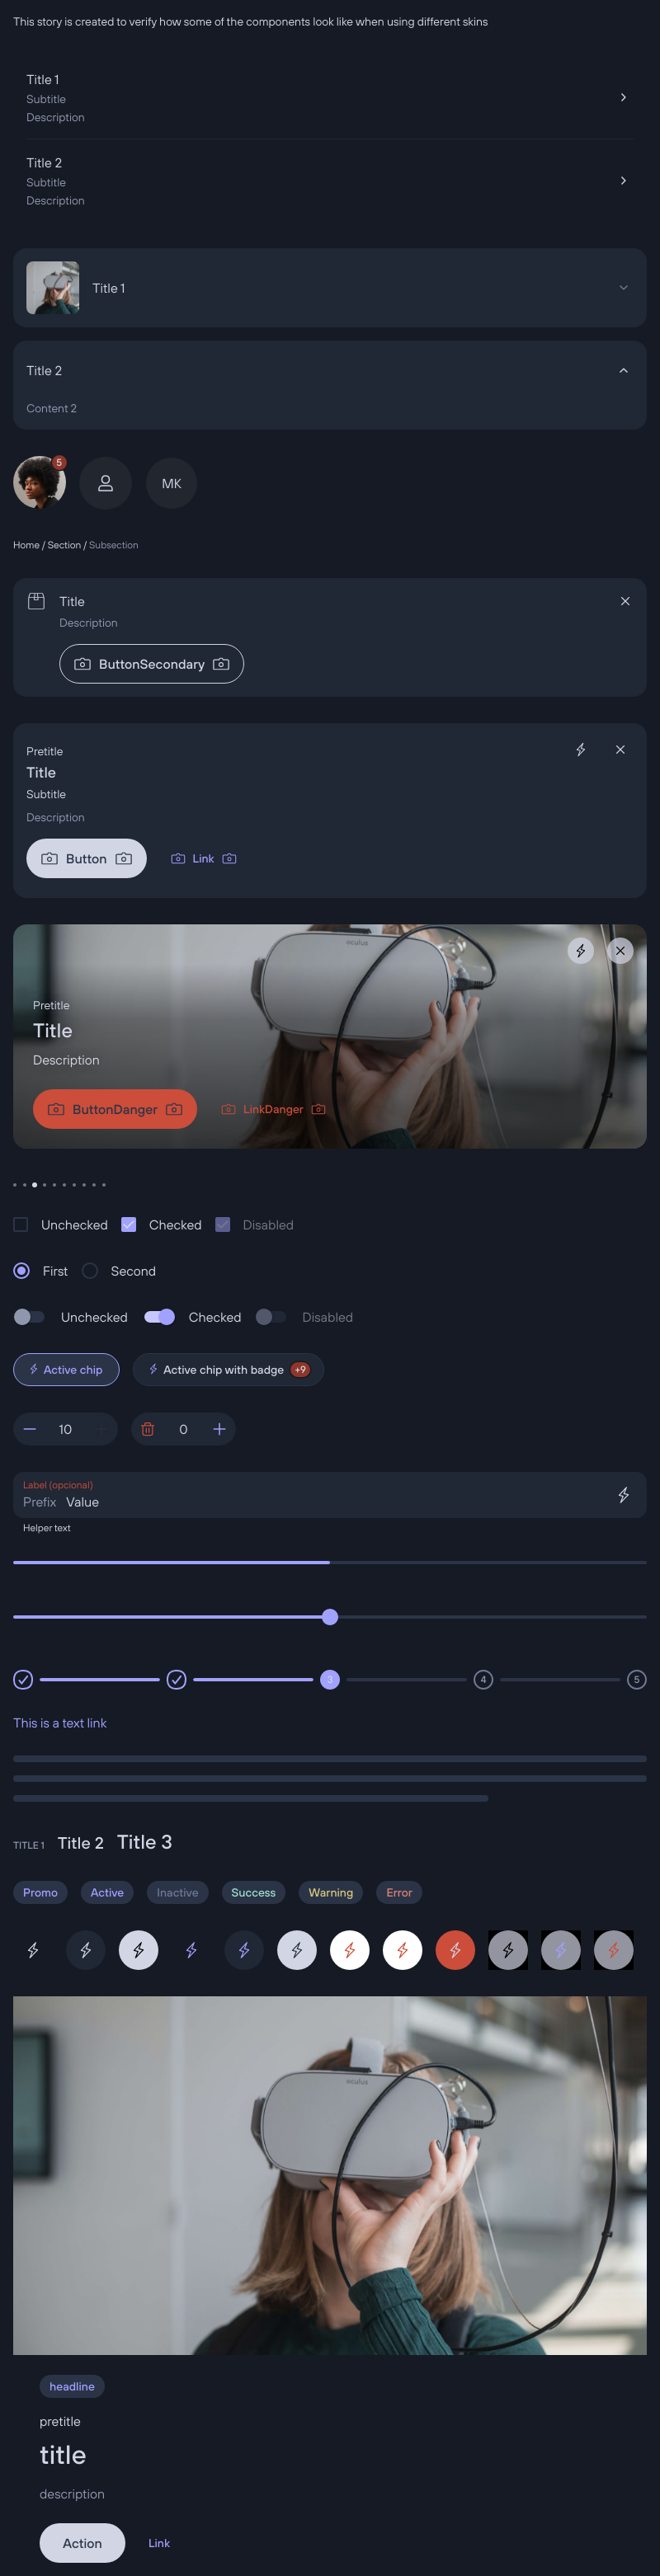 This story is created to verify how some of the components look like when using different skins
Title 1
Subtitle
Description
Title 2
Subtitle
Description
Title 1
Title 2
Content 2
5
MK
Home / Section / Subsection
Title
Description
ButtonSecondary
Pretitle
Title
Subtitle
Description
Button Link
oculus
Pretitle
Title
Description
ButtonDanger LinkDanger
Unchecked Checked Disabled
First Second
Unchecked Checked Disabled
Active chip Active chip with badge +9
10 0
Label (opcional)
Prefix Value
Helper text
3 4 5
This is a text link
TITLE 1 Title 2 Title 3
Promo Active Inactive Success Warning Error
oculus
headline
pretitle
title
description
Action Link